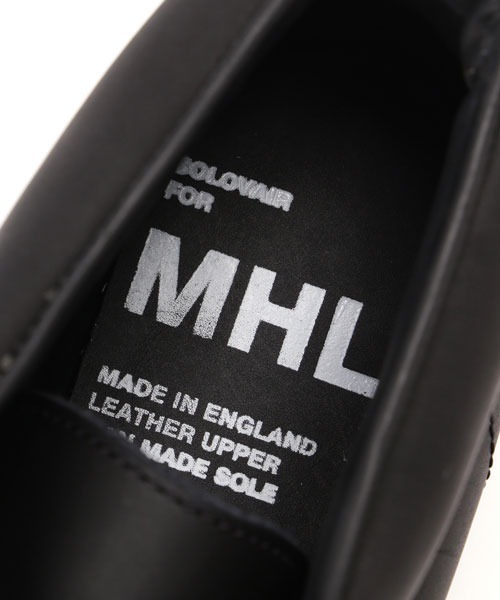 SOLOVAIR
FOR
MHL
MADE IN ENGLAND
LEATHER UPPER
MADE SOLE